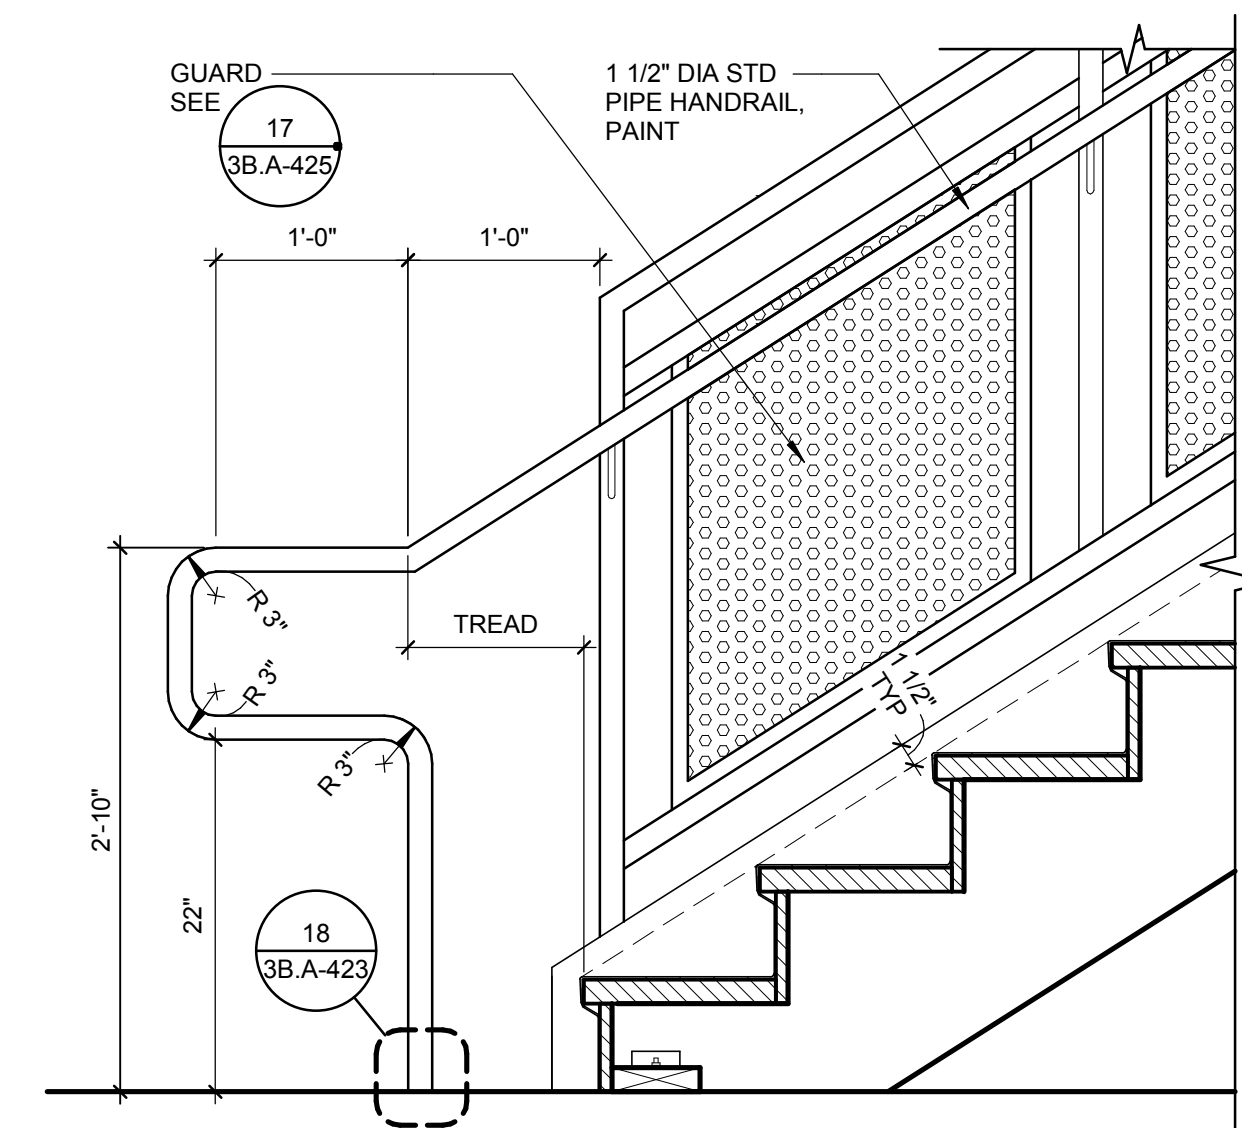 GUARD
SEE
17
3B.A-425
1 1/2" DIA STD
PIPE HANDRAIL,
PAINT
1'-0"
1'-0"
R 3"
TREAD
R 3"
1 1/2"
TYP
R 3"
2'-10"
22"
18
3B.A-423